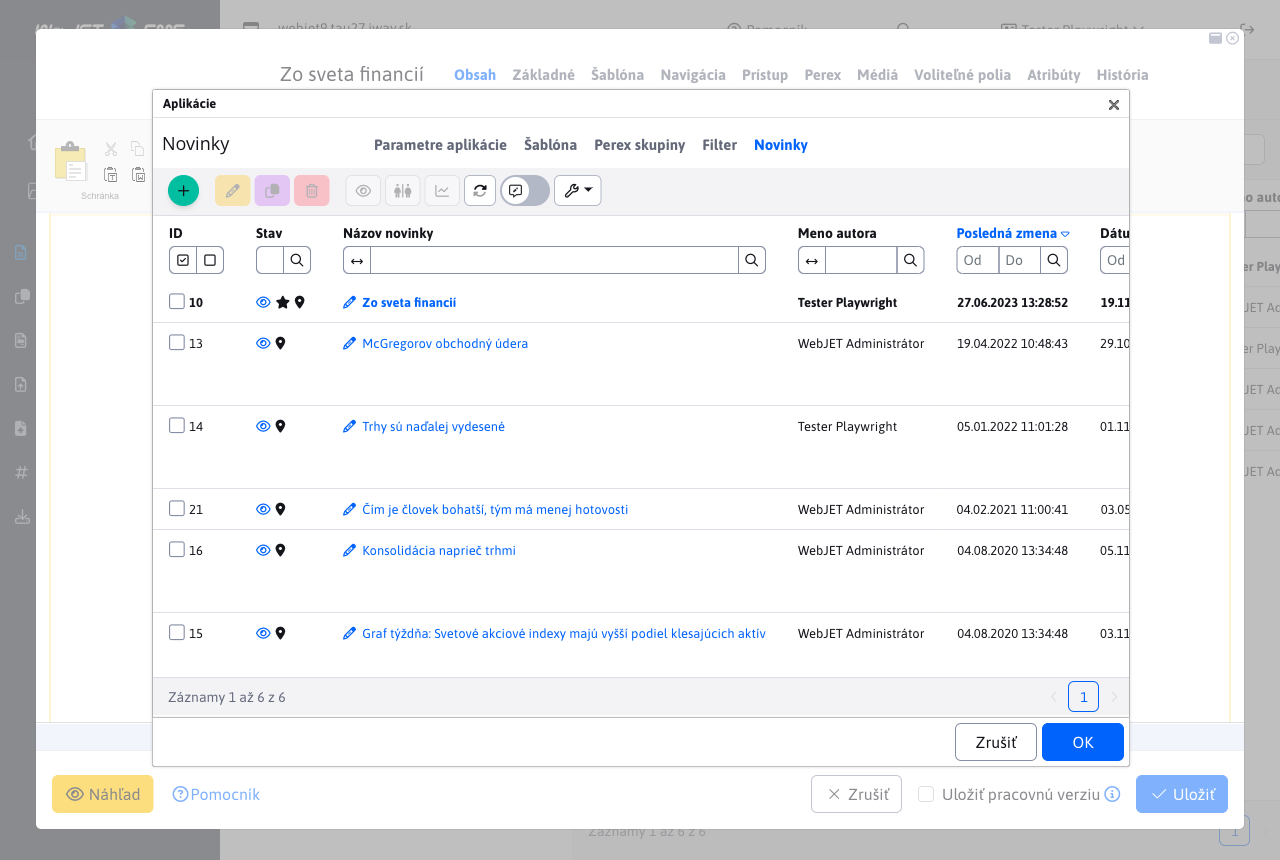 webjet9.tau27.iway.sk
Pomocník
Tester Playwright
Zo sveta financií
Obsah Základné Šablóna Navigácia Prístup Perex Médiá Voliteľné polia Atribúty História
Aplikácie
Novinky
Parametre aplikácie Šablóna Perex skupiny Filter Novinky
Schránka
ID Stav Názov novinky Meno autora Posledná zmena
Od Do Od
10 Zo sveta financií Tester Playwright 27.06.2023 13:28:52 19.11
13 McGregorov obchodný údera WebJET Administrátor 19.04.2022 10:48:43 29.10
14 Trhy sú naďalej vydesené Tester Playwright 05.01.2022 11:01:28 01.11
21 Čím je človek bohatší, tým má menej hotovosti WebJET Administrátor 04.02.2021 11:00:41 03.05
16 Konsolidácia naprieč trhmi WebJET Administrátor 04.08.2020 13:34:48 05.11
15 Graf týždňa: Svetové akciové indexy majú vyšší podiel klesajúcich aktív WebJET Administrátor 04.08.2020 13:34:48 03.11
Záznamy 1 až 6 z 6
1
Zrušiť OK
Náhľad Pomocník Zrušiť Uložiť pracovnú verziu Uložiť
Záznamy 1 až 6 z 6
1